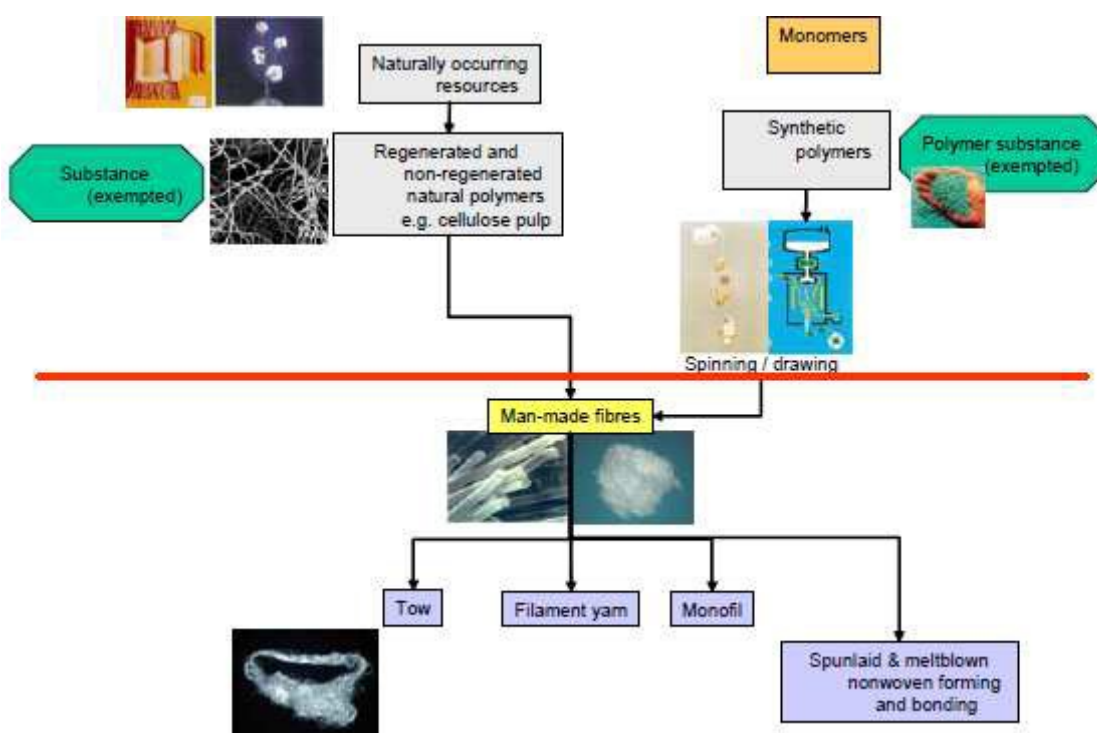 Naturally occurring
resources
Monomers
Substance
(exempted)
Regenerated and
non-regenerated
natural polymers
e.g. cellulose pulp
Synthetic
polymers
Polymer substance
(exempted)
Spinning / drawing
Man-made fibres
Tow
Filament yarn
Monofil
Spunlaid & meltblown
nonwoven forming
and bonding